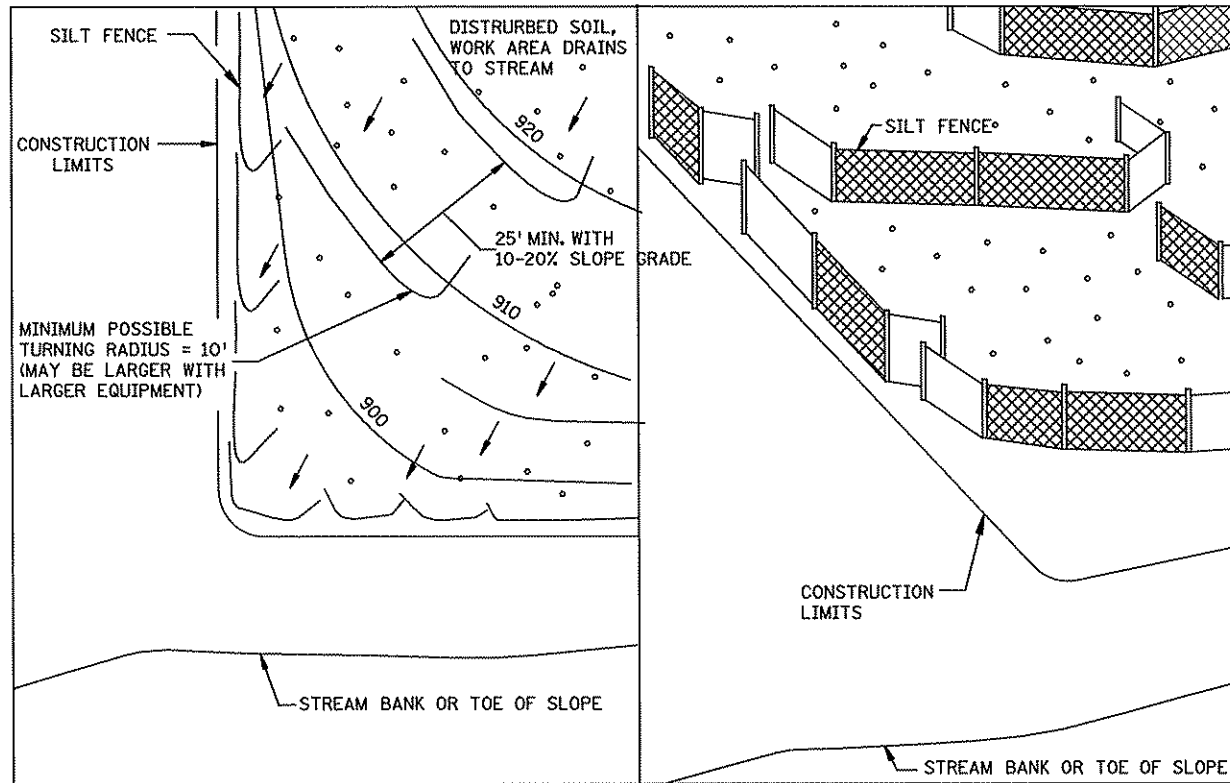 SILT FENCE
DISTRURBED SOIL,
WORK AREA DRAINS
TO STREAM
CONSTRUCTION
LIMITS
920
25' MIN. WITH
10-20% SLOPE GRADE
910
MINIMUM POSSIBLE
TURNING RADIUS = 10'
(MAY BE LARGER WITH
LARGER EQUIPMENT)
900
STREAM BANK OR TOE OF SLOPE
SILT FENCE
CONSTRUCTION
LIMITS
STREAM BANK OR TOE OF SLOPE